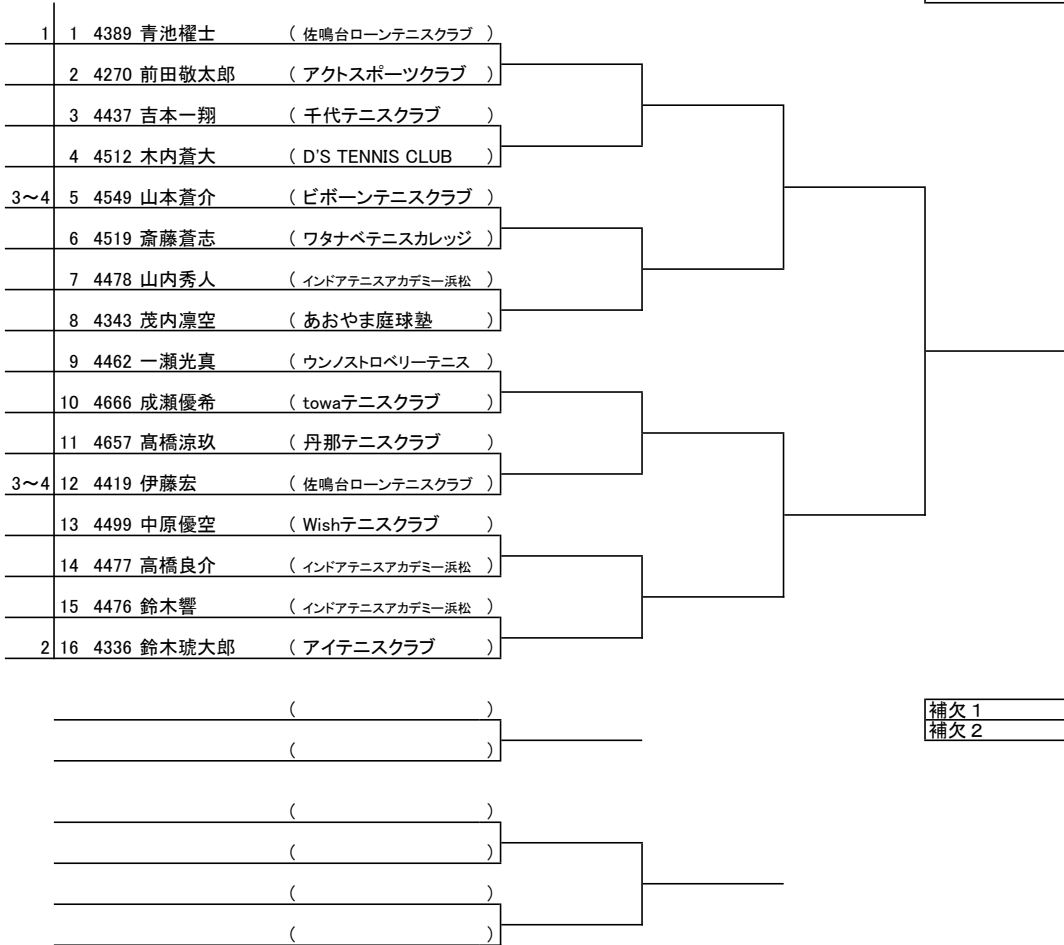 1 1 4389 青池櫂士 ( 佐鳴台ローンテニスクラブ )
2 4270 前田敬太郎 ( アクトスポーツクラブ )
3 4437 吉本一翔 ( 千代テニスクラブ )
4 4512 木内蒼大 ( D'S TENNIS CLUB )
3～4 5 4549 山本蒼介 ( ビボーンテニスクラブ )
6 4519 斎藤蒼志 ( ワタナベテニスカレッジ )
7 4478 山内秀人 ( インドアテニスアカデミー浜松 )
8 4343 茂内凛空 ( あおやま庭球塾 )
9 4462 一瀬光真 ( ウンノストロベリーテニス )
10 4666 成瀬優希 ( towaテニスクラブ )
11 4657 髙橋涼玖 ( 丹那テニスクラブ )
3～4 12 4419 伊藤宏 ( 佐鳴台ローンテニスクラブ )
13 4499 中原優空 ( Wishテニスクラブ )
14 4477 高橋良介 ( インドアテニスアカデミー浜松 )
15 4476 鈴木響 ( インドアテニスアカデミー浜松 )
2 16 4336 鈴木琥大郎 ( アイテニスクラブ )
( )
補欠１
( )
補欠２
( )
( )
( )
( )